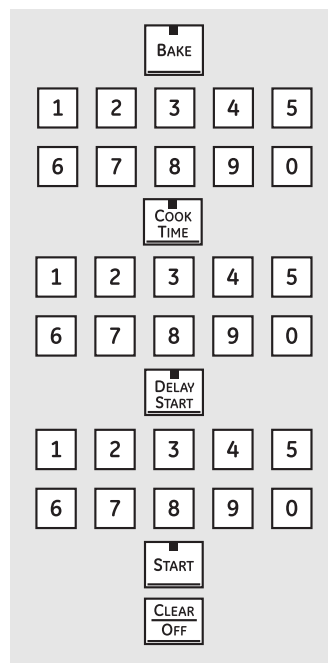 BAKE
1 2 3 4 5
6 7 8 9 0
COOK
TIME
1 2 3 4 5
6 7 8 9 0
DELAY
START
1 2 3 4 5
6 7 8 9 0
START
CLEAR
OFF